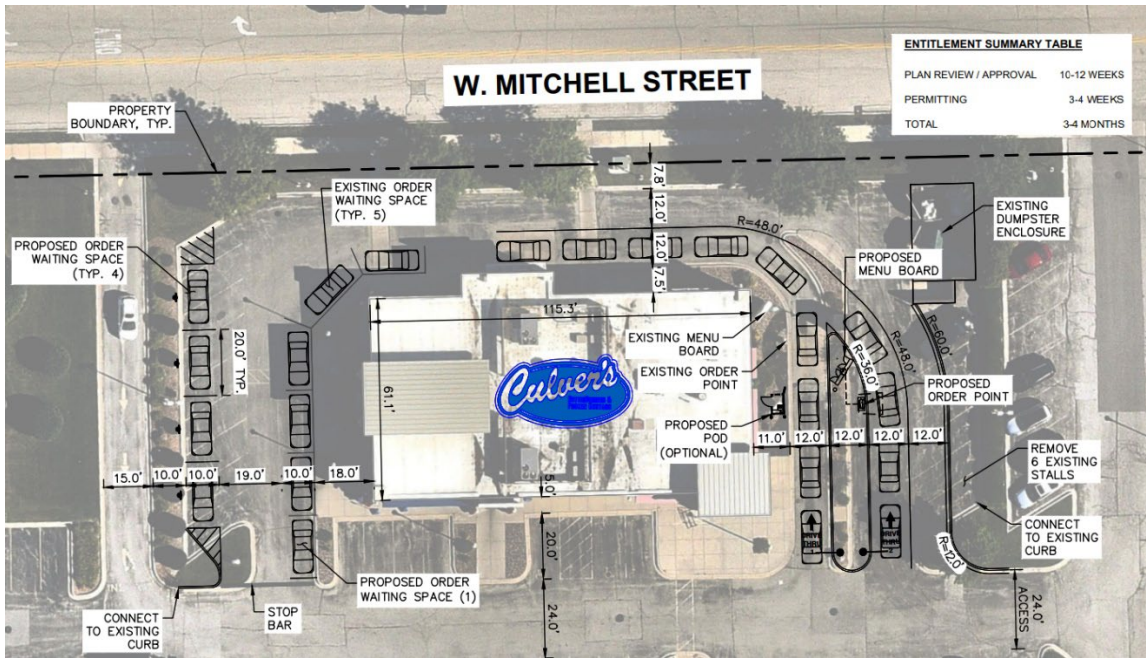 ONLY
W. MITCHELL STREET
ENTITLEMENT SUMMARY TABLE
PLAN REVIEW / APPROVAL 10-12 WEEKS
PERMITTING 3-4 WEEKS
TOTAL 3-4 MONTHS
PROPERTY
BOUNDARY, TYP.
EXISTING ORDER
WAITING SPACE
(TYP. 5)
PROPOSED ORDER
WAITING SPACE
(TYP. 4)
7.8'
12.0'
12.0'
7.5'
R=48.0'
EXISTING
DUMPSTER
ENCLOSURE
PROPOSED
MENU BOARD
115.3'
EXISTING MENU
BOARD
EXISTING ORDER
POINT
R=60.0'
R=48.0'
R=36.0'
20.0' TYP.
61.1'
Culver's
PROPOSED
POD
(OPTIONAL)
PROPOSED
ORDER POINT
11.0'
12.0'
12.0'
12.0'
12.0'
15.0'
10.0'
10.0'
19.0'
10.0'
18.0'
5.0'
20.0'
REMOVE
6 EXISTING
STALLS
CONNECT
TO EXISTING
CURB
R=12.0'
PROPOSED ORDER
WAITING SPACE (1)
STOP
BAR
CONNECT
TO EXISTING
CURB
24.0'
24.0'
ACCESS